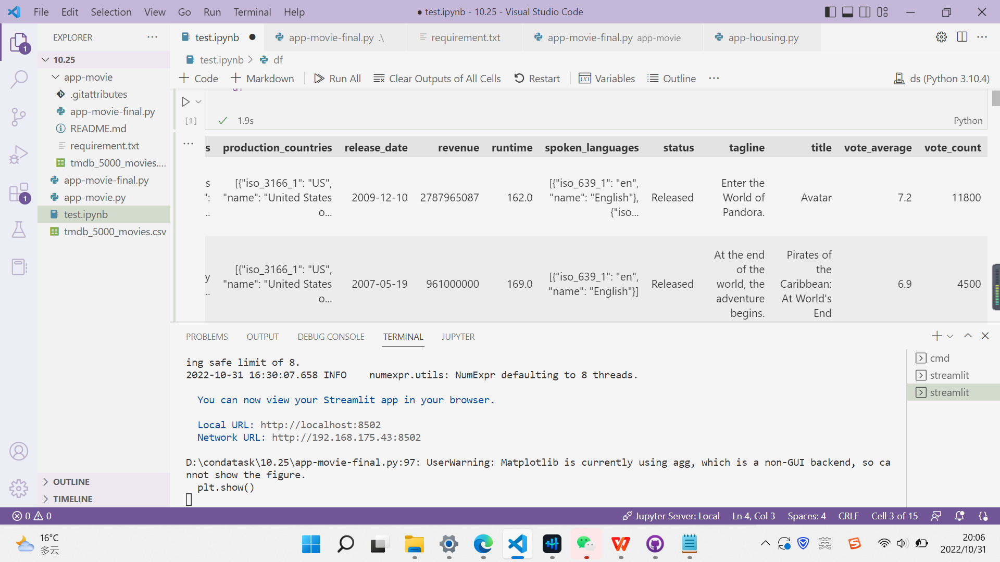 File Edit Selection View Go Run Terminal Help
● test.ipynb - 10.25 - Visual Studio Code
EXPLORER
test.ipynb
app-movie-final.py .\
requirement.txt
app-movie-final.py app-movie
app-housing.py
1
10.25
app-movie
.gitattributes
app-movie-final.py
README.md
requirement.txt
tmdb_5000_movies....
app-movie-final.py
app-movie.py
test.ipynb
tmdb_5000_movies.csv
1
OUTLINE
TIMELINE
test.ipynb > df
+ Code + Markdown Run All Clear Outputs of All Cells Restart Variables Outline ...
ds (Python 3.10.4)
[1] 1.9s Python
s production_countries release_date revenue runtime spoken_languages status tagline title vote_average vote_count
s [{"iso_3166_1": "US", [{"iso_639_1": "en", Enter the
": "name": "United States 2009-12-10 2787965087 162.0 "name": "English"}, Released World of Avatar 7.2 11800
... o... {"iso... Pandora.
At the end Pirates of
y [{"iso_3166_1": "US", [{"iso_639_1": "en", of the the
"name": "United States 2007-05-19 961000000 169.0 "name": "English"}] Released world, the Caribbean: 6.9 4500
... o... adventure At World's
begins. End
PROBLEMS OUTPUT DEBUG CONSOLE TERMINAL JUPYTER
ing safe limit of 8.
2022-10-31 16:30:07.658 INFO    numexpr.utils: NumExpr defaulting to 8 threads.
You can now view your Streamlit app in your browser.
Local URL: http://localhost:8502
Network URL: http://192.168.175.43:8502
D:\condatask\10.25\app-movie-final.py:97: UserWarning: Matplotlib is currently using agg, which is a non-GUI backend, so ca
nnot show the figure.
plt.show()
cmd
streamlit
streamlit
0 0
Jupyter Server: Local Ln 4, Col 3 Spaces: 4 CRLF Cell 3 of 15
16°C
多云
英
20:06
2022/10/31